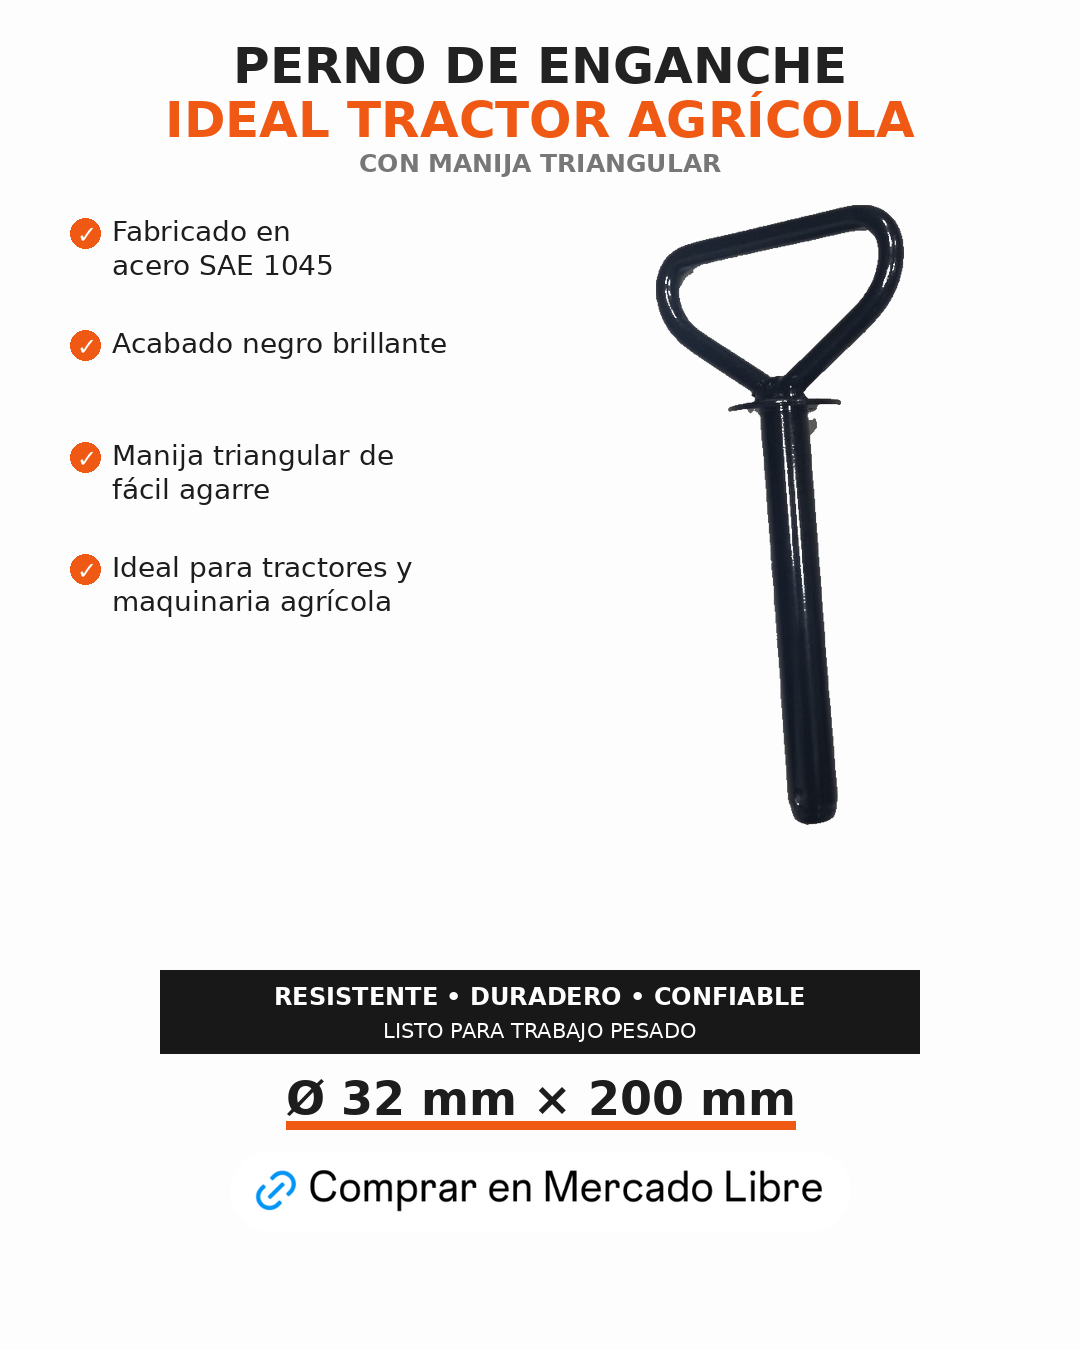 PERNO DE ENGANCHE
IDEAL TRACTOR AGRÍCOLA
CON MANIJA TRIANGULAR
✓ Fabricado en
acero SAE 1045
✓ Acabado negro brillante
✓ Manija triangular de
fácil agarre
✓ Ideal para tractores y
maquinaria agrícola
RESISTENTE • DURADERO • CONFIABLE
LISTO PARA TRABAJO PESADO
Ø 32 mm × 200 mm
Comprar en Mercado Libre